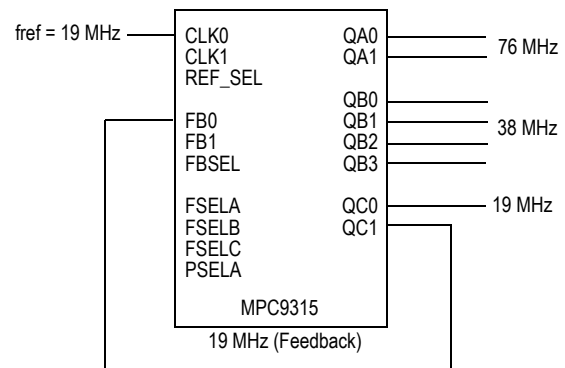 fref = 19 MHz
CLK0
CLK1
REF_SEL
FB0
FB1
FBSEL
FSELA
FSELB
FSELC
PSELA
QA0
QA1
QB0
QB1
QB2
QB3
QC0
QC1
76 MHz
38 MHz
19 MHz
MPC9315
19 MHz (Feedback)